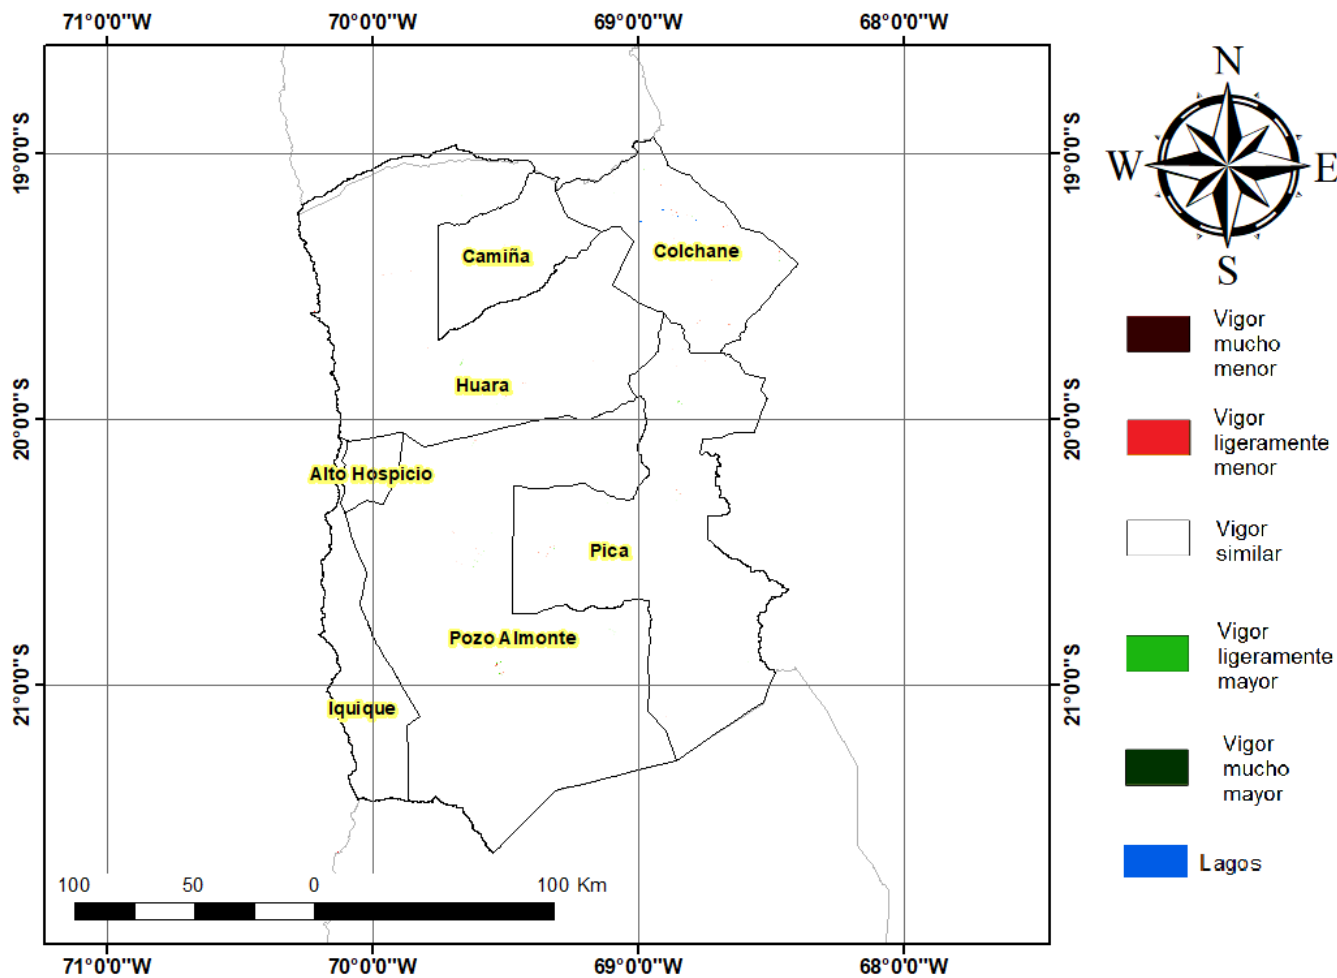 71°0'0"W 70°0'0"W 69°0'0"W 68°0'0"W
19°0'0"S
19°0'0"S
20°0'0"S
20°0'0"S
21°0'0"S
21°0'0"S
Camiña
Colchane
Huara
Alto Hospicio
Pica
Pozo Almonte
Iquique
100 50 0 100 Km
71°0'0"W 70°0'0"W 69°0'0"W 68°0'0"W
N
W E
S
Vigor
mucho
menor
Vigor
ligeramente
menor
Vigor
similar
Vigor
ligeramente
mayor
Vigor
mucho
mayor
Lagos